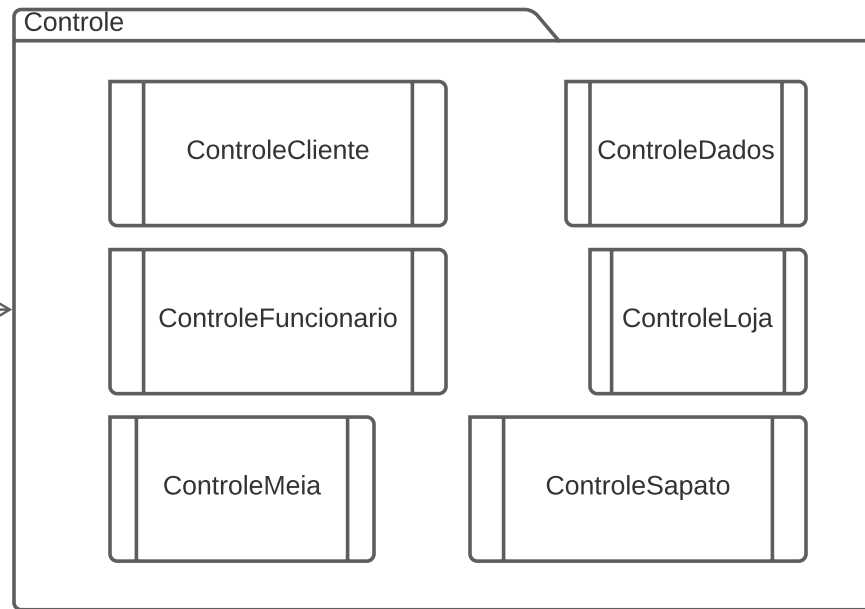 Controle
ControleCliente
ControleDados
ControleFuncionario
ControleLoja
ControleMeia
ControleSapato